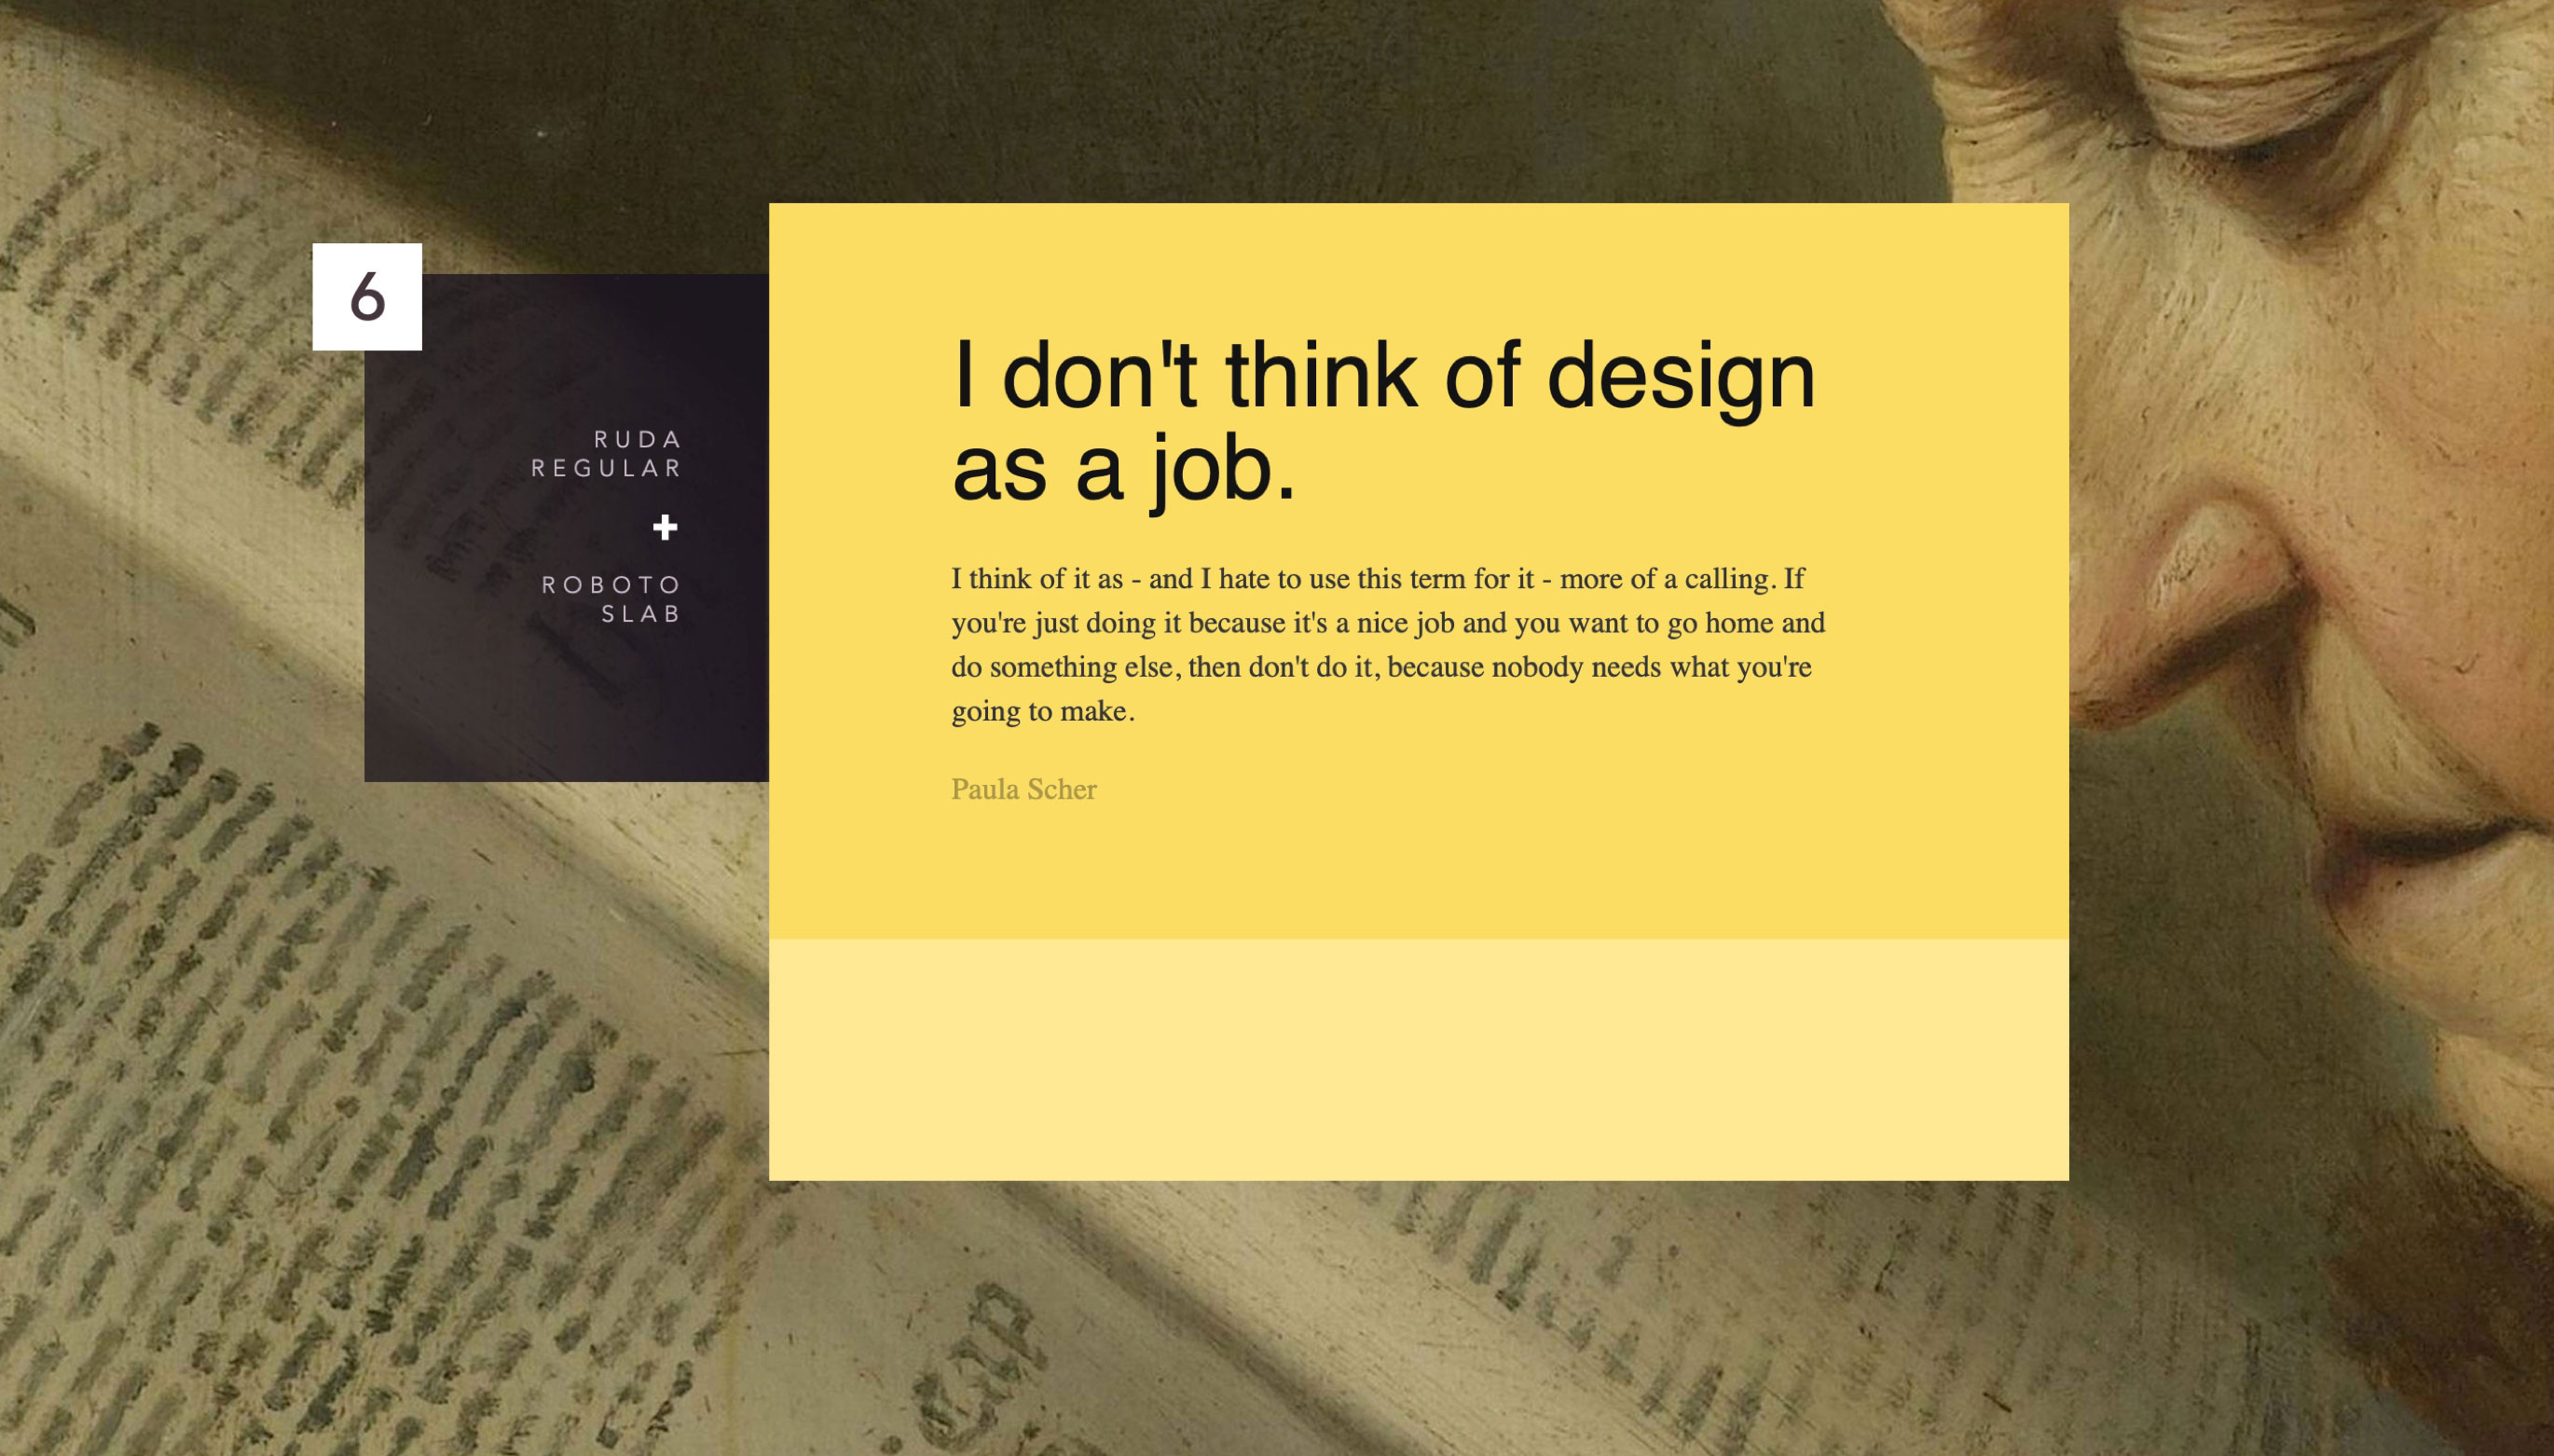 6
RUDA
REGULAR
+
ROBOTO
SLAB
I don't think of design
as a job.
I think of it as - and I hate to use this term for it - more of a calling. If
you're just doing it because it's a nice job and you want to go home and
do something else, then don't do it, because nobody needs what you're
going to make.
Paula Scher
.Cap